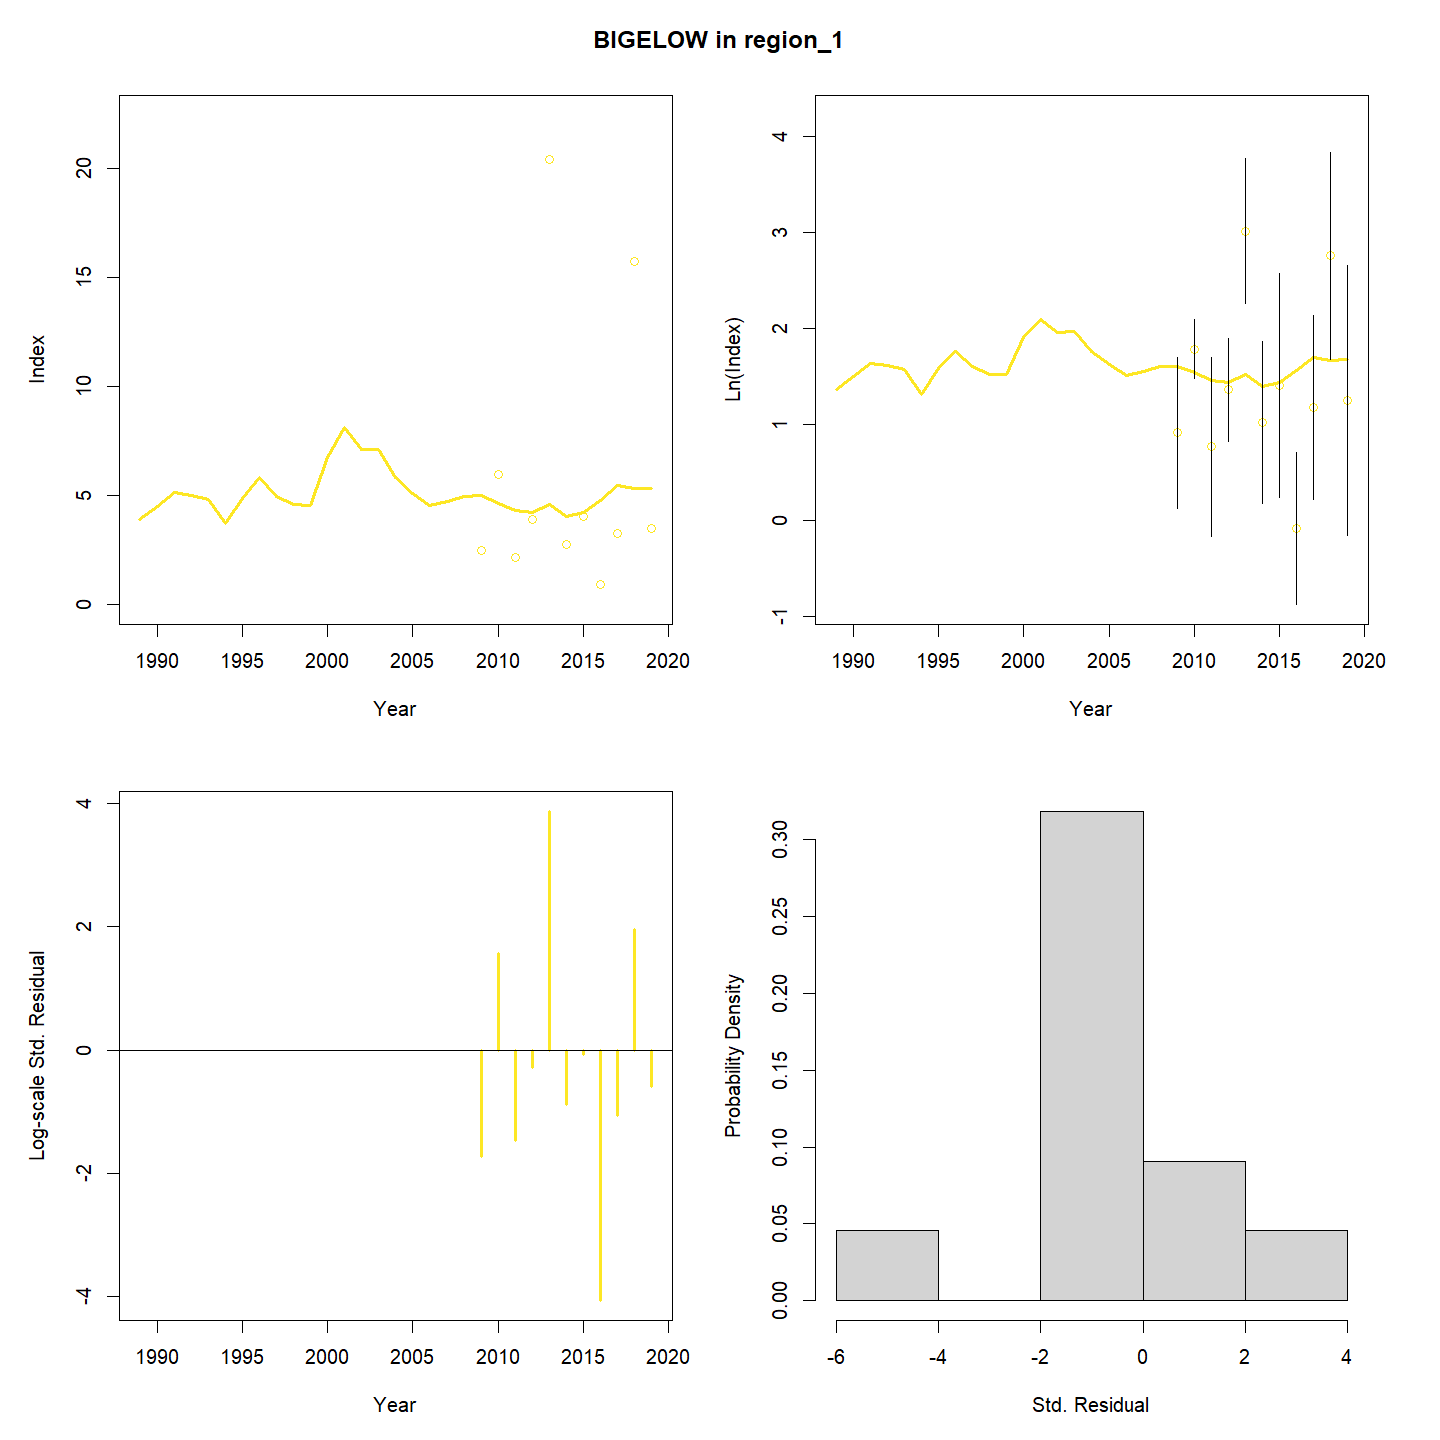 BIGELOW in region_1
Index
0 5 10 15 20
1990 1995 2000 2005 2010 2015 2020
Year
Ln(Index)
-1 0 1 2 3 4
1990 1995 2000 2005 2010 2015 2020
Year
Log-scale Std. Residual
-4 -2 0 2 4
1990 1995 2000 2005 2010 2015 2020
Year
Probability Density
0.00 0.05 0.10 0.15 0.20 0.25 0.30
-6 -4 -2 0 2 4
Std. Residual